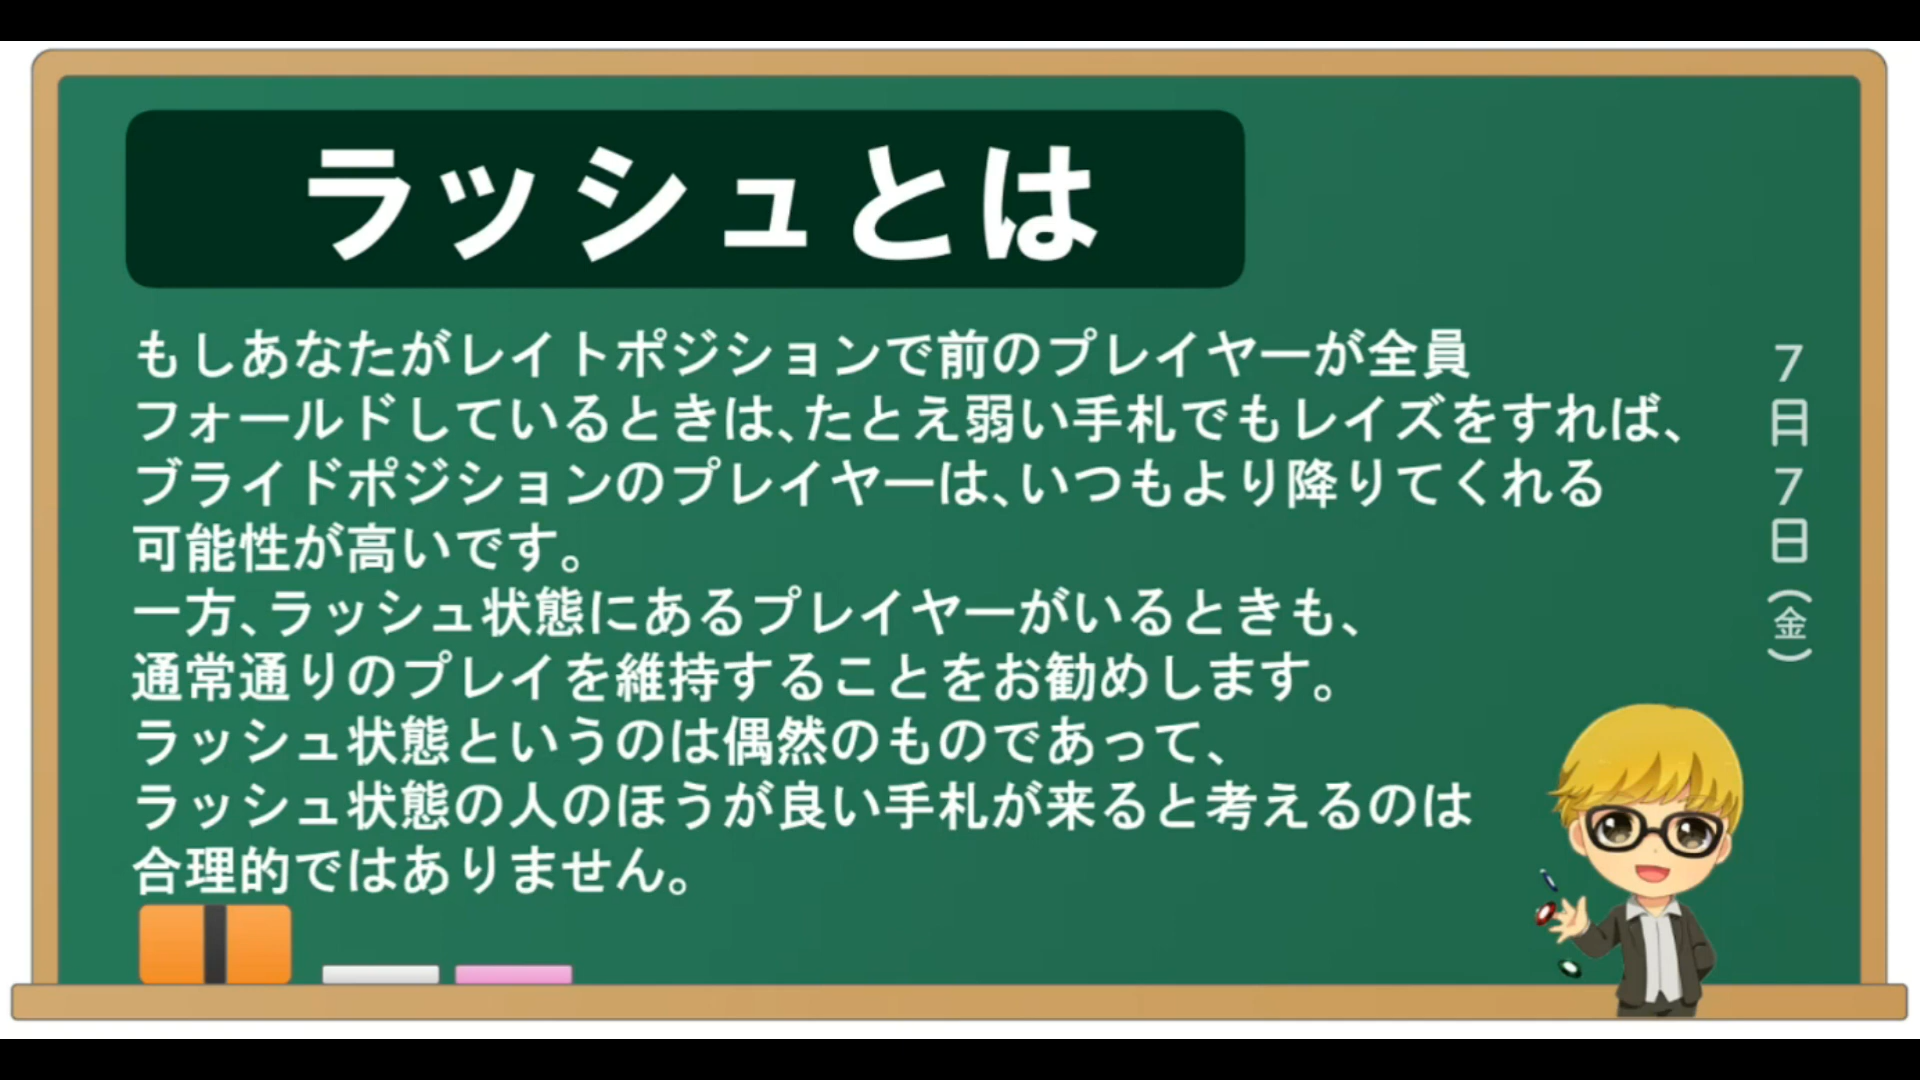 ラッシュとは
もしあなたがレイトポジションで前のプレイヤーが全員
フォールドしているときは、たとえ弱い手札でもレイズをすれば、
ブライドポジションのプレイヤーは、いつもより降りてくれる
可能性が高いです。
一方、ラッシュ状態にあるプレイヤーがいるときも、
通常通りのプレイを維持することをお勧めします。
ラッシュ状態というのは偶然のものであって、
ラッシュ状態の人のほうが良い手札が来ると考えるのは
合理的ではありません。
7月7日(金)